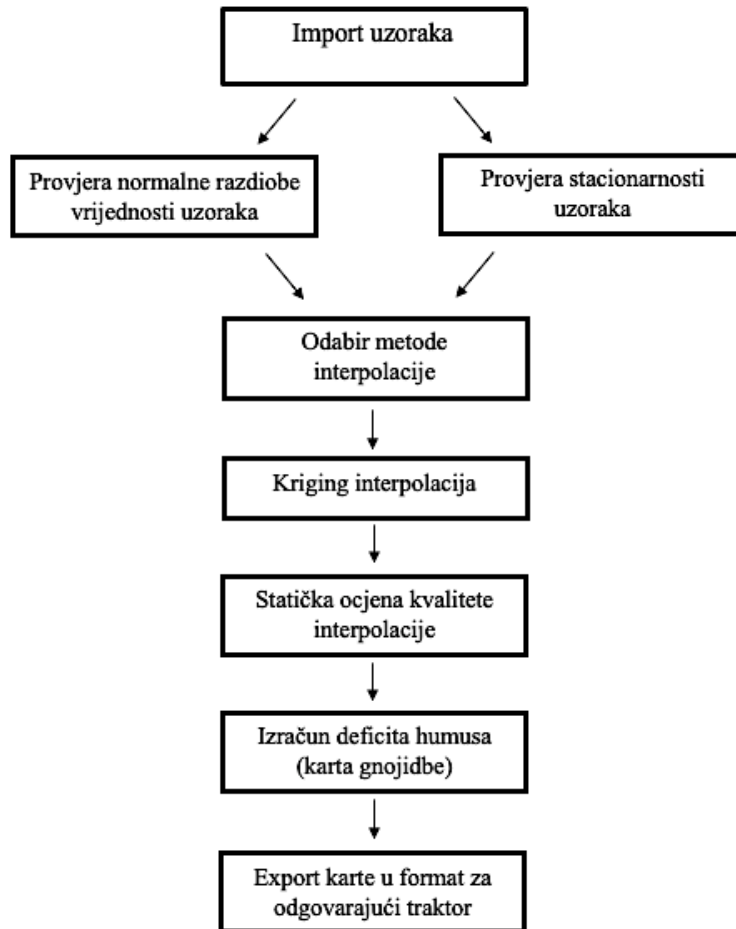 Import uzoraka
Provjera normalne razdiobe
vrijednosti uzoraka
Provjera stacionarnosti
uzoraka
Odabir metode
interpolacije
Kriging interpolacija
Statička ocjena kvalitete
interpolacije
Izračun deficita humusa
(karta gnojidbe)
Export karte u format za
odgovarajući traktor